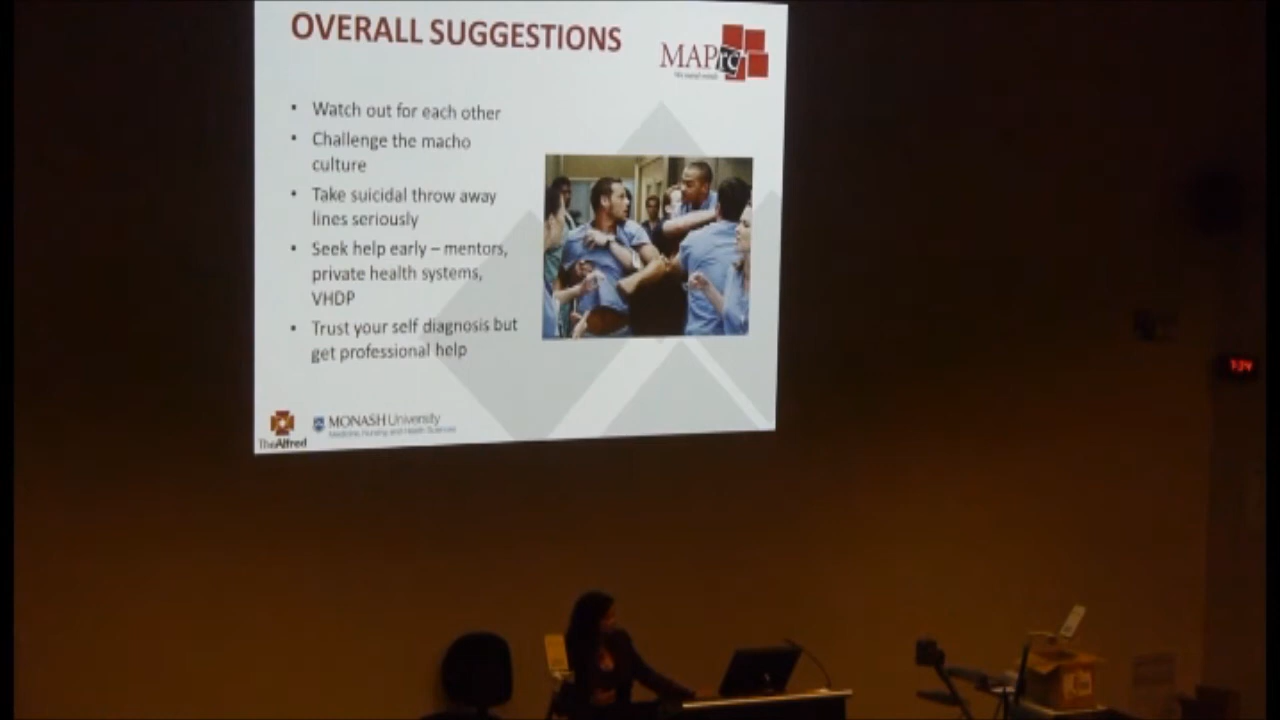 OVERALL SUGGESTIONS
MAPrc
• Watch out for each other
• Challenge the macho
culture
• Take suicidal throw away
lines seriously
• Seek help early – mentors,
private health systems,
VHDP
• Trust your self diagnosis but
get professional help
TheAlfred
MONASH University
Medicine, Nursing and Health Sciences
7:34